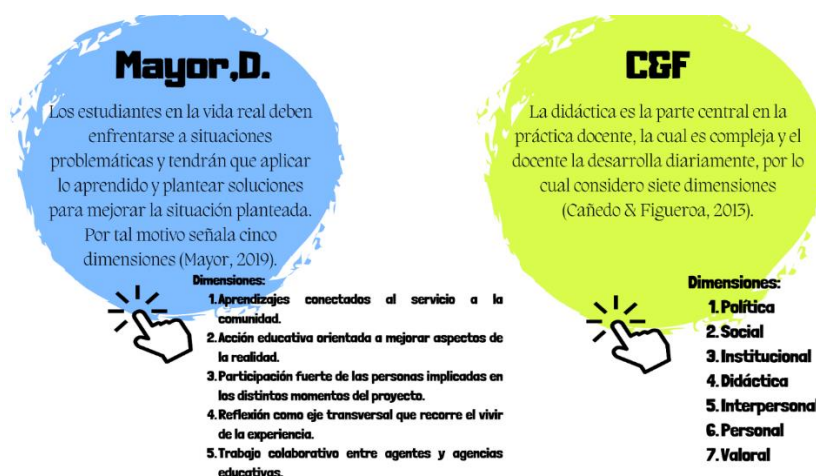 Mayor,D.
Los estudiantes en la vida real deben
enfrentarse a situaciones
problemáticas y tendrán que aplicar
lo aprendido y plantear soluciones
para mejorar la situación planteada.
Por tal motivo señala cinco
dimensiones (Mayor, 2019).
Dimensiones:
1. Aprendizajes conectados al servicio a la
comunidad.
2. Acción educativa orientada a mejorar aspectos de
la realidad.
3. Participación fuerte de las personas implicadas en
los distintos momentos del proyecto.
4. Reflexión como eje transversal que recorre el vivir
de la experiencia.
5. Trabajo colaborativo entre agentes y agencias
educativas.
C&F
La didáctica es la parte central en la
práctica docente, la cual es compleja y el
docente la desarrolla diariamente, por lo
cual considero siete dimensiones
(Cañedo & Figueroa, 2013).
Dimensiones:
1. Política
2. Social
3. Institucional
4. Didáctica
5. Interpersonal
6. Personal
7. Valoral